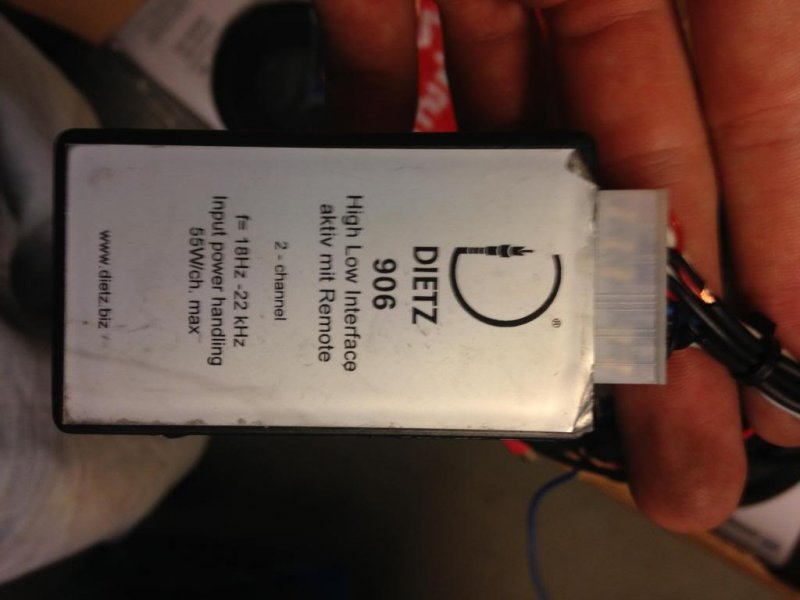 ®
DIETZ
906
High Low Interface
aktiv mit Remote
2 - channel
f= 18Hz -22 kHz
Input power handling
55W/ch. max
www.dietz.biz